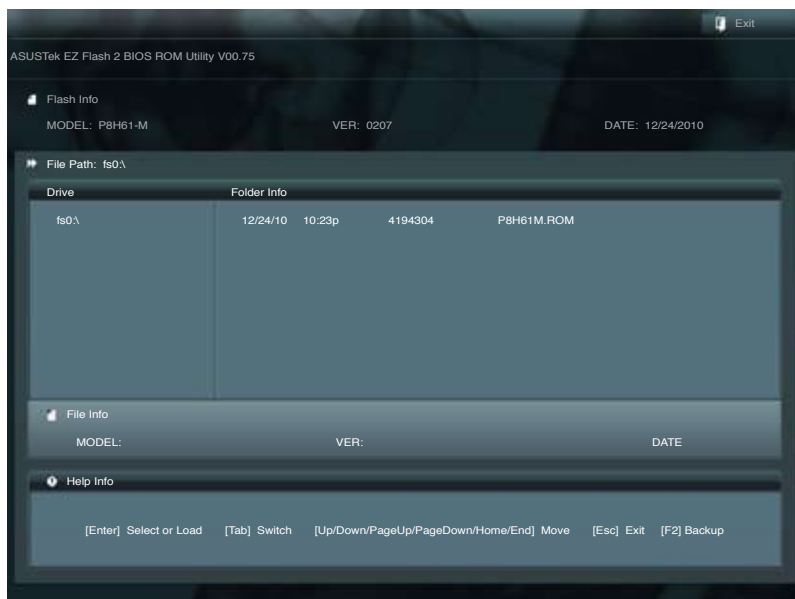 Exit
ASUSTek EZ Flash 2 BIOS ROM Utility V00.75
Flash Info
MODEL: P8H61-M VER: 0207 DATE: 12/24/2010
File Path: fs0:\
Drive Folder Info
fs0:\ 12/24/10 10:23p 4194304 P8H61M.ROM
File Info
MODEL: VER: DATE
Help Info
[Enter] Select or Load [Tab] Switch [Up/Down/PageUp/PageDown/Home/End] Move [Esc] Exit [F2] Backup